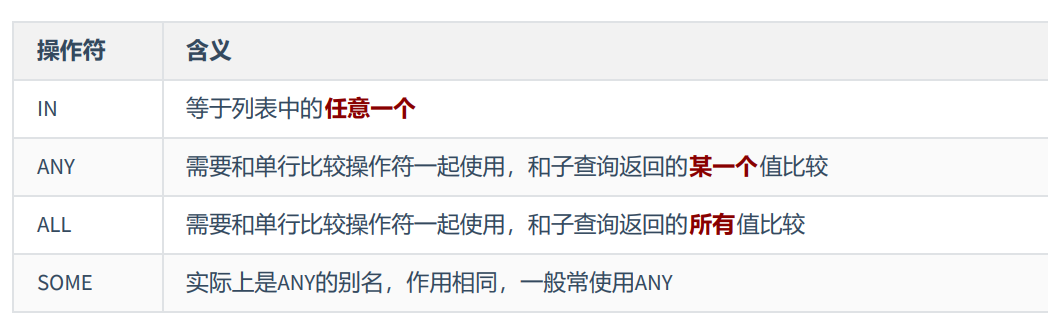 操作符 含义
IN 等于列表中的任意一个
ANY 需要和单行比较操作符一起使用，和子查询返回的某一个值比较
ALL 需要和单行比较操作符一起使用，和子查询返回的所有值比较
SOME 实际上是ANY的别名，作用相同，一般常使用ANY